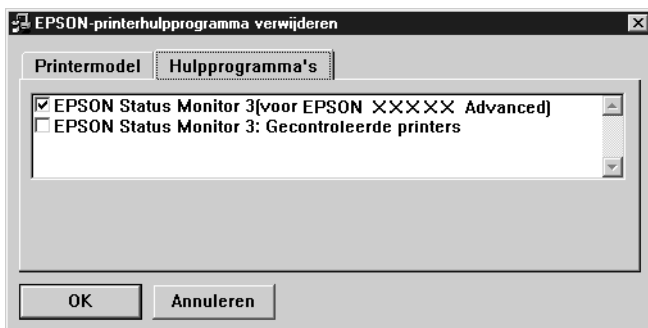 EPSON-printerhulpprogramma verwijderen
Printermodel Hulpprogramma's
EPSON Status Monitor 3(voor EPSON XXXXX Advanced)
EPSON Status Monitor 3: Gecontroleerde printers
OK Annuleren